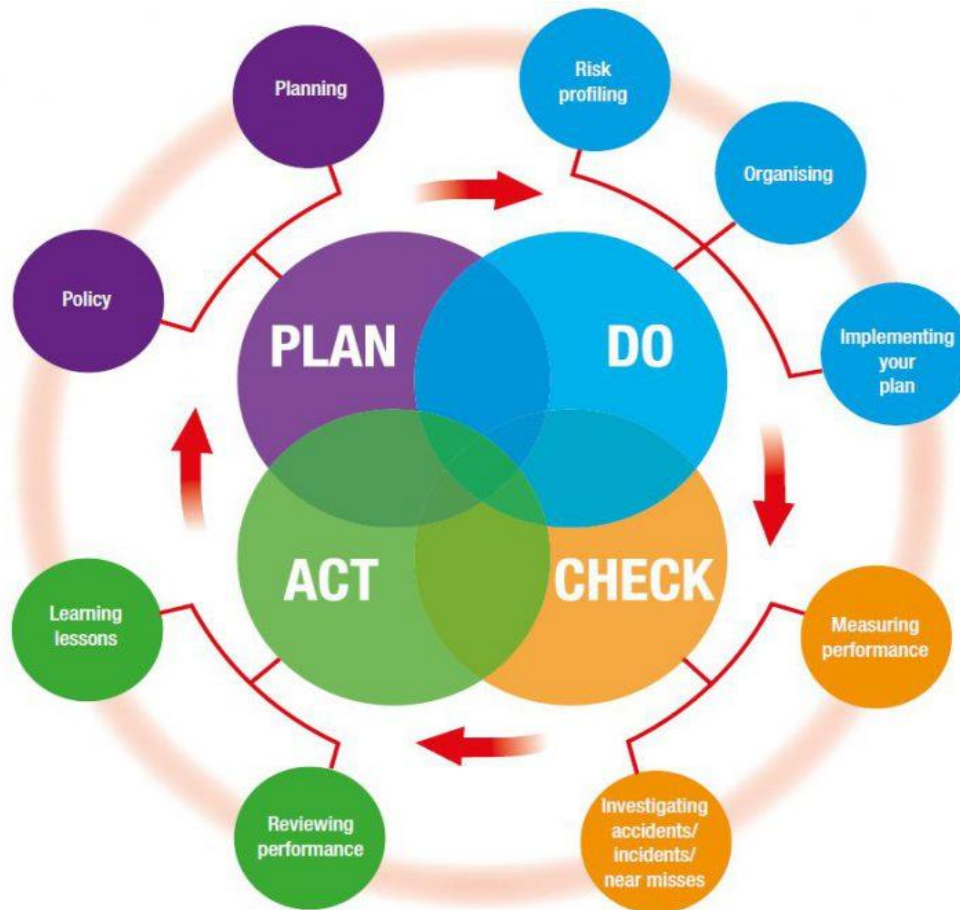 Planning
Risk
profiling
Organising
Policy
PLAN
DO
Implementing
your
plan
ACT
CHECK
Learning
lessons
Measuring
performance
Reviewing
performance
Investigating
accidents/
incidents/
near misses